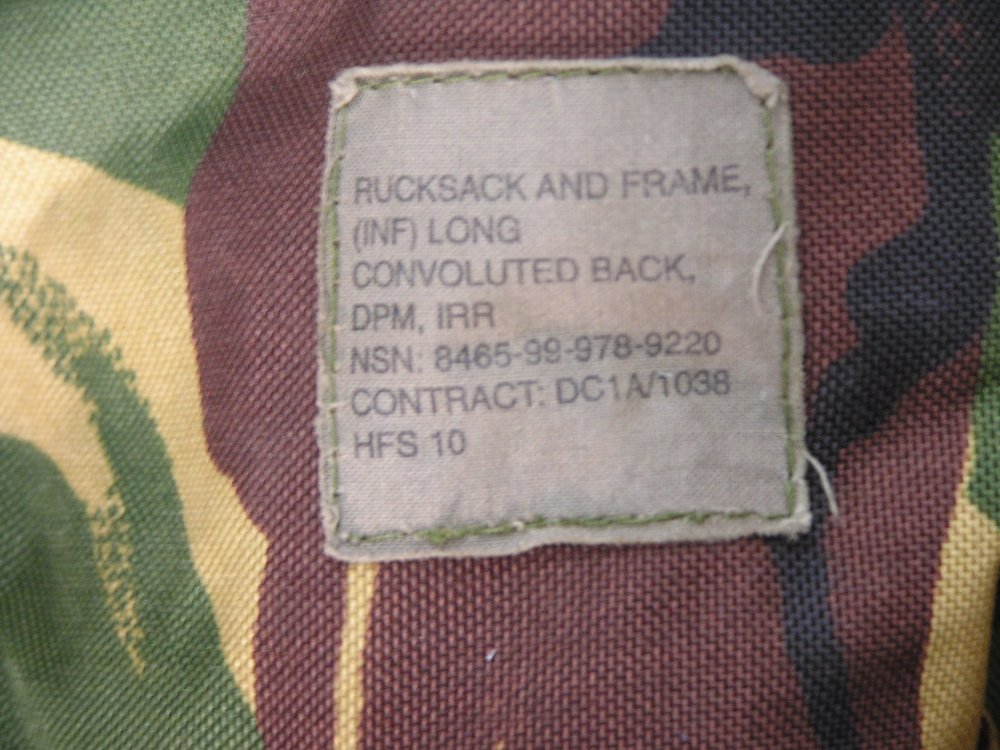 RUCKSACK AND FRAME,
(INF) LONG
CONVOLUTED BACK,
DPM, IRR
NSN: 8465-99-978-9220
CONTRACT: DC1A/1038
HFS 10